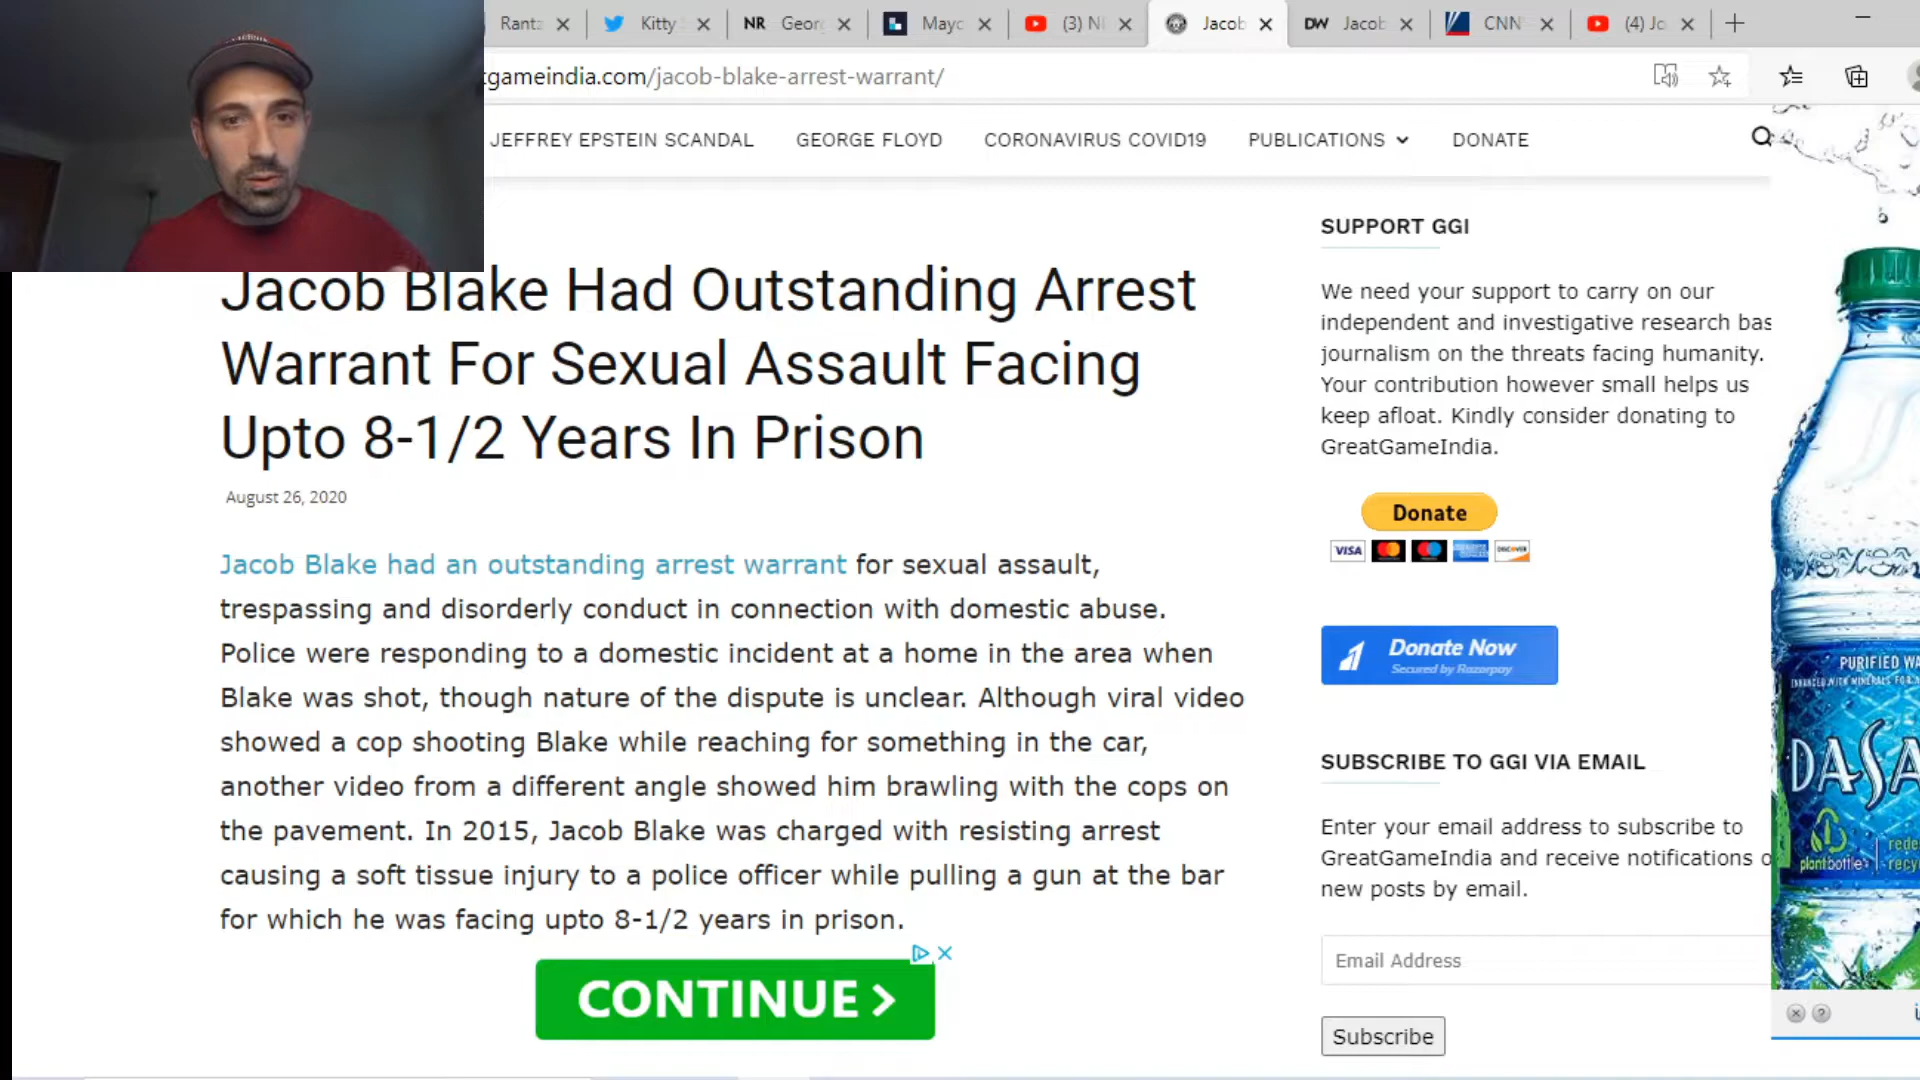 Rantz
Kitty
NR Georg
Mayo
(3) NI
Jacob
DW Jacob
CNN
(4) Jo
gameindia.com/jacob-blake-arrest-warrant/
JEFFREY EPSTEIN SCANDAL
GEORGE FLOYD
CORONAVIRUS COVID19
PUBLICATIONS
DONATE
Jacob Blake Had Outstanding Arrest
Warrant For Sexual Assault Facing
Upto 8-1/2 Years In Prison
August 26, 2020
Jacob Blake had an outstanding arrest warrant for sexual assault,
trespassing and disorderly conduct in connection with domestic abuse.
Police were responding to a domestic incident at a home in the area when
Blake was shot, though nature of the dispute is unclear. Although viral video
showed a cop shooting Blake while reaching for something in the car,
another video from a different angle showed him brawling with the cops on
the pavement. In 2015, Jacob Blake was charged with resisting arrest
causing a soft tissue injury to a police officer while pulling a gun at the bar
for which he was facing upto 8-1/2 years in prison.
CONTINUE >
SUPPORT GGI
We need your support to carry on our
independent and investigative research bas
journalism on the threats facing humanity.
Your contribution however small helps us
keep afloat. Kindly consider donating to
GreatGameIndia.
Donate
VISA
DISCOVER
Donate Now
Secured by Razorpay
SUBSCRIBE TO GGI VIA EMAIL
Enter your email address to subscribe to
GreatGameIndia and receive notifications o
new posts by email.
Email Address
Subscribe
PURIFIED WA
DASA
plantbottle
rede
recy